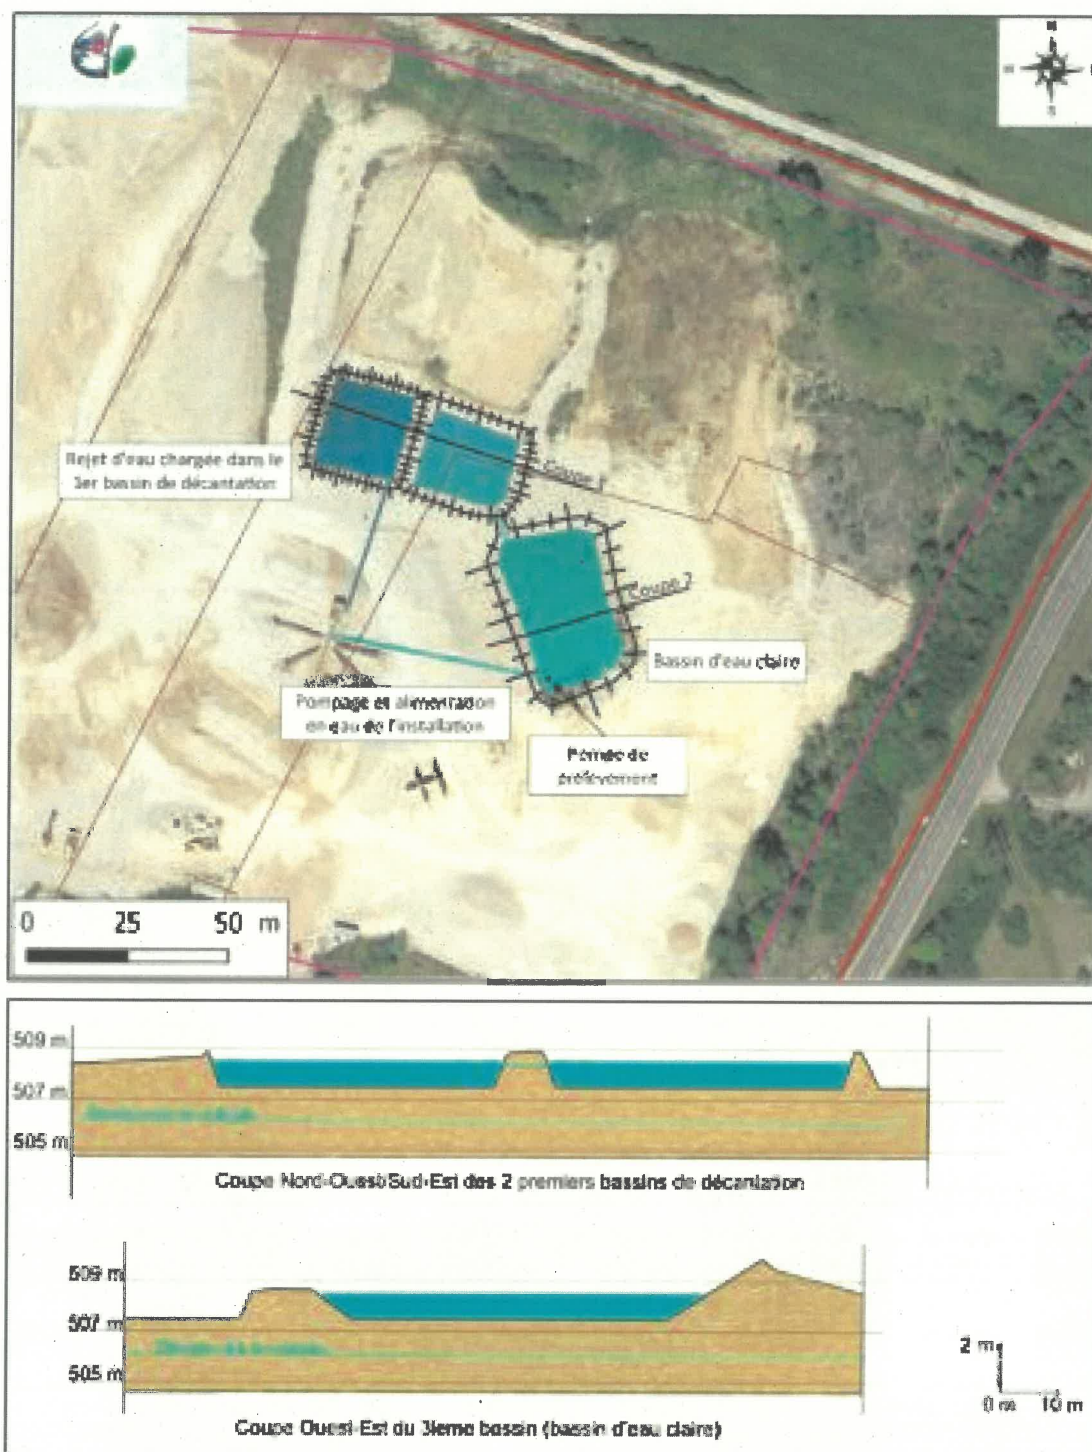 Rejet d'eau chargée dans le
1er bassin de décantation
Coupe 1
Coupe 2
Bassin d'eau claire
Pompage et alimentation
en eau de l'installation
Pompe de
prélèvement
0 25 50 m
509 m
507 m
505 m
Coupe Nord-Ouest/Sud-Est des 2 premiers bassins de décantation
509 m
507 m
505 m
2 m
0 m 10 m
Coupe Ouest-Est du 3ieme bassin (bassin d'eau claire)